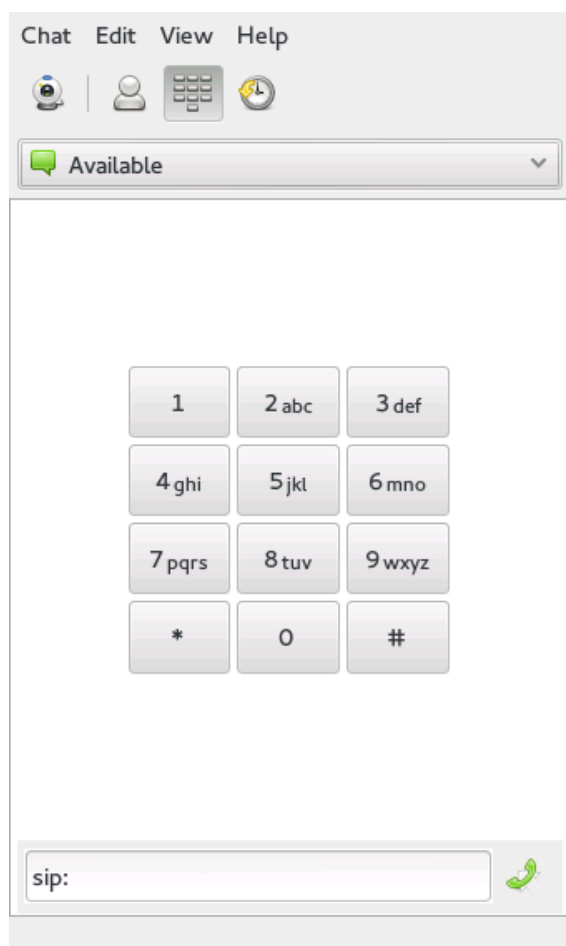 Chat Edit View Help
Available
1 2 abc 3 def
4 ghi 5 jkl 6 mno
7 pqrs 8 tuv 9 wxyz
* 0 #
sip: